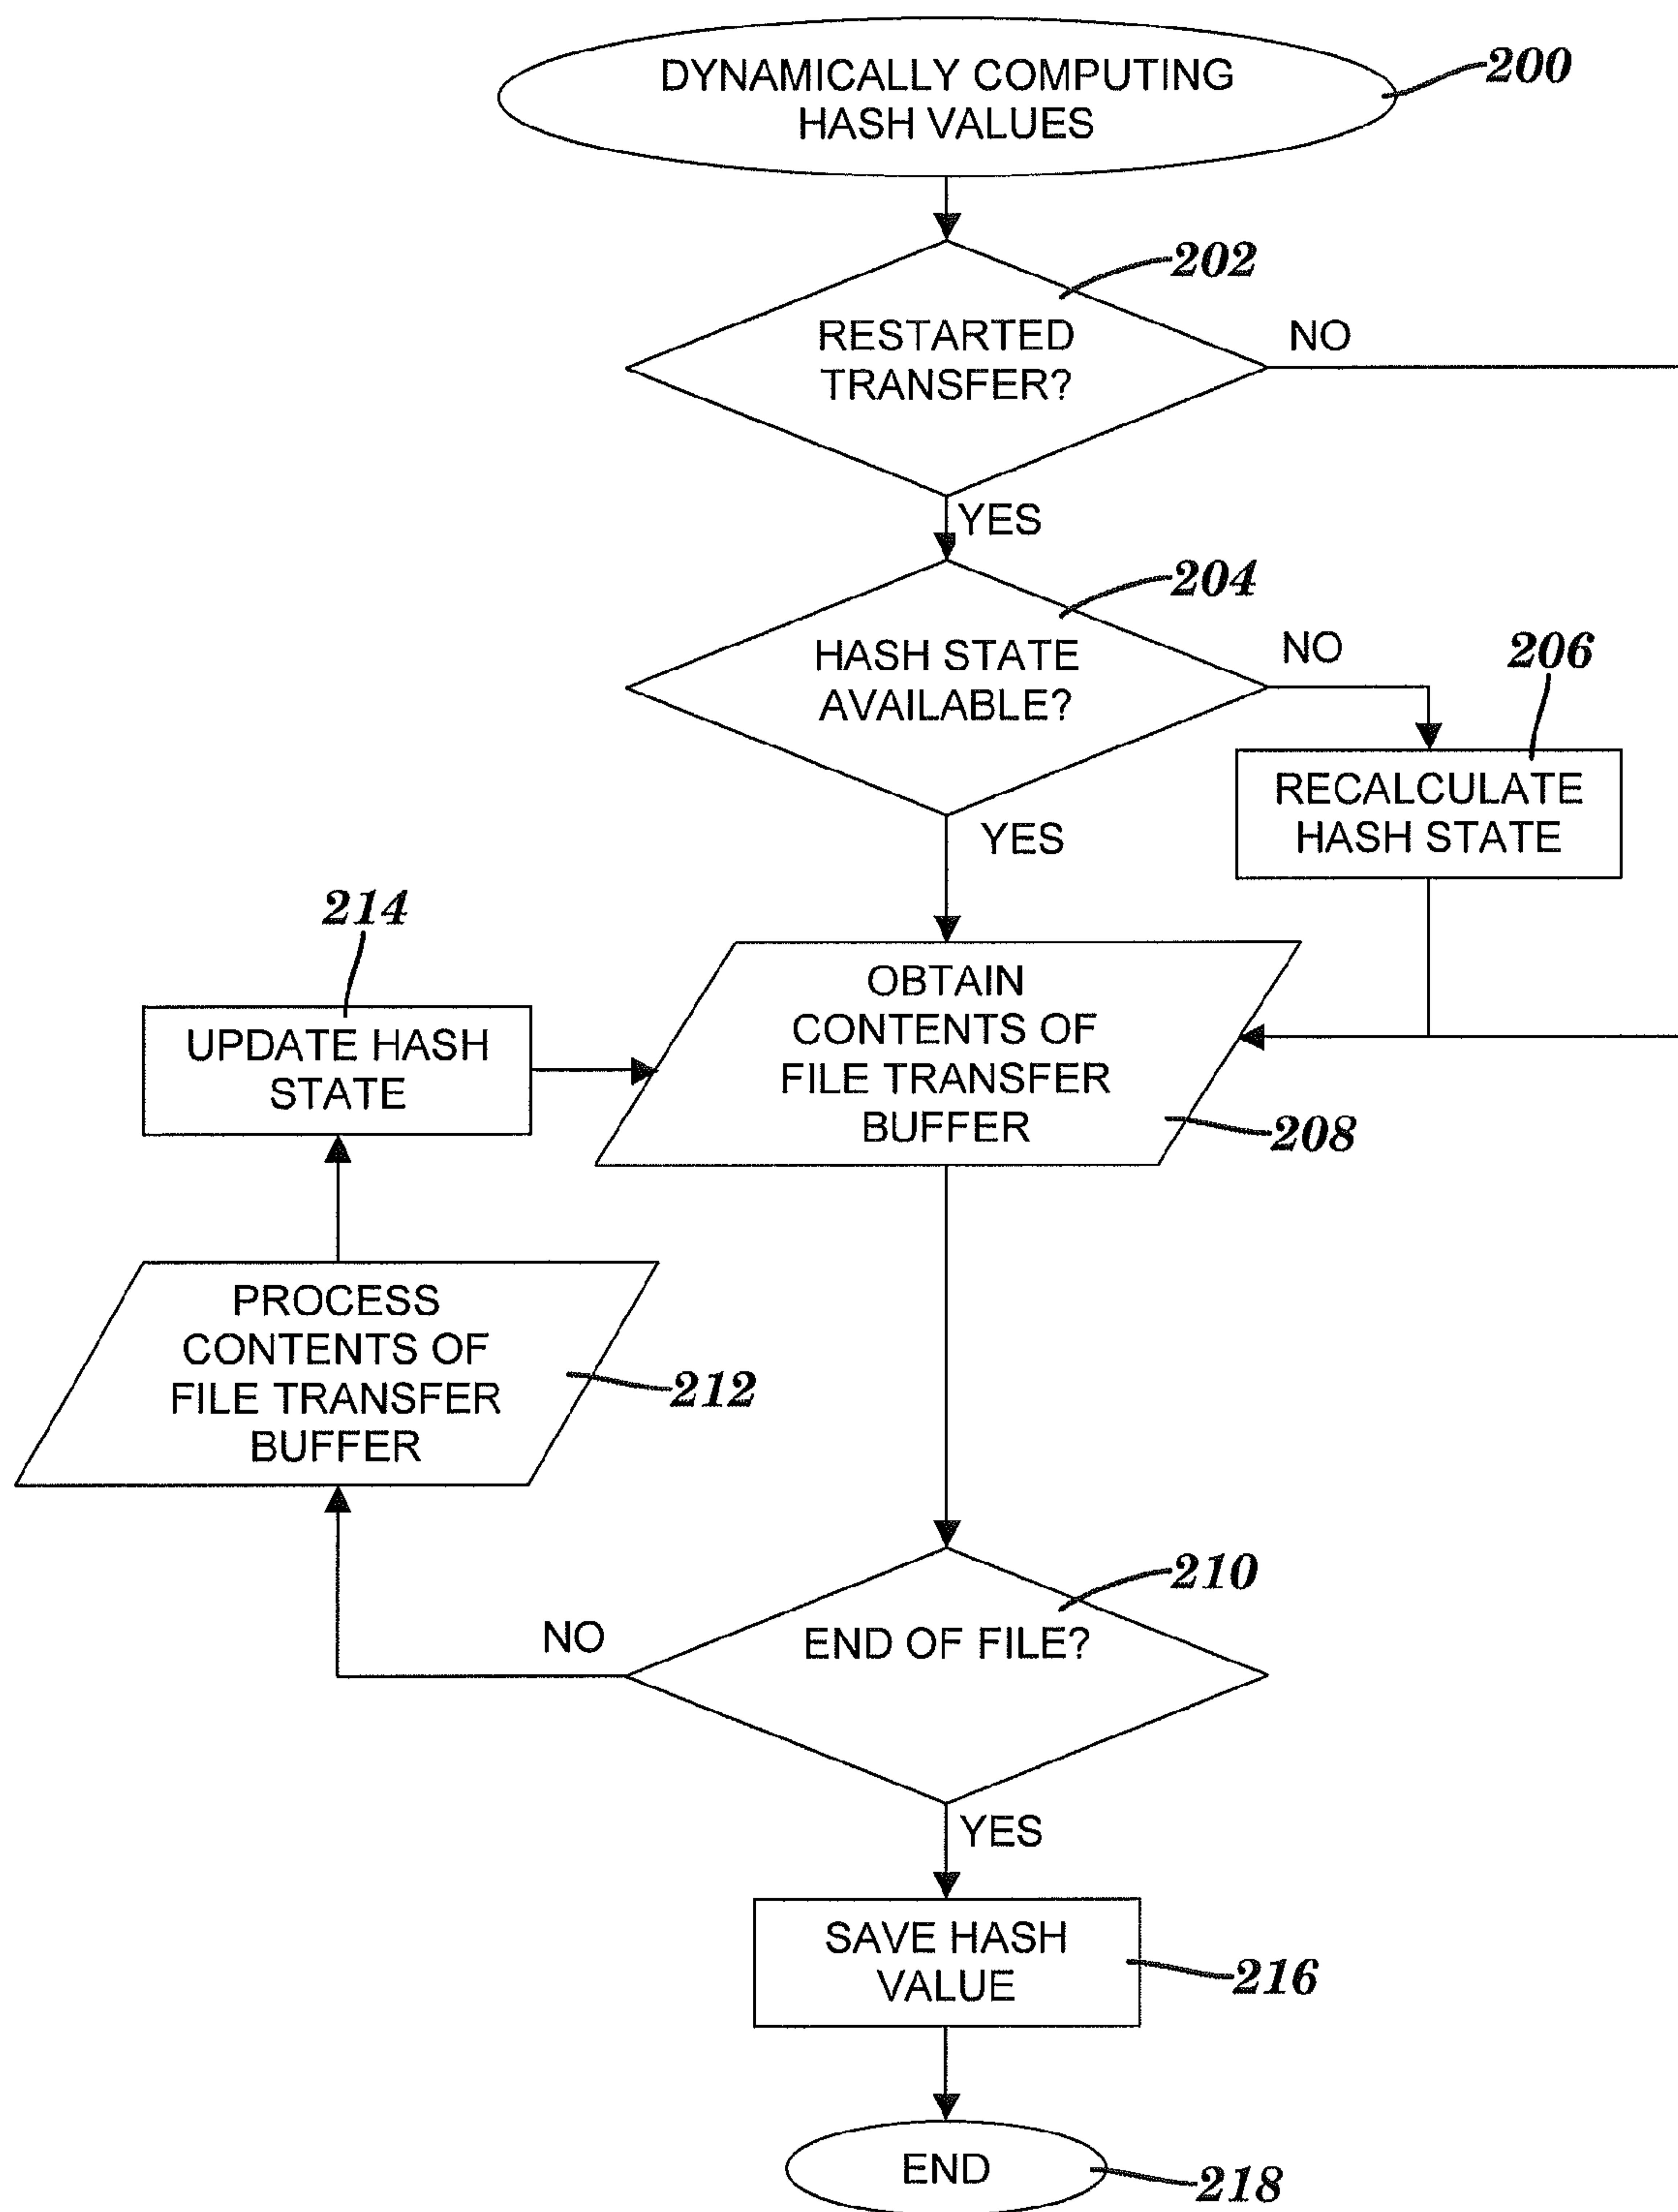 DYNAMICALLY COMPUTING
HASH VALUES
200
202
RESTARTED
TRANSFER?
NO
YES
204
HASH STATE
AVAILABLE?
NO
206
RECALCULATE
HASH STATE
YES
214
UPDATE HASH
STATE
OBTAIN
CONTENTS OF
FILE TRANSFER
BUFFER
208
PROCESS
CONTENTS OF
FILE TRANSFER
BUFFER
212
210
END OF FILE?
NO
YES
SAVE HASH
VALUE
216
END
218